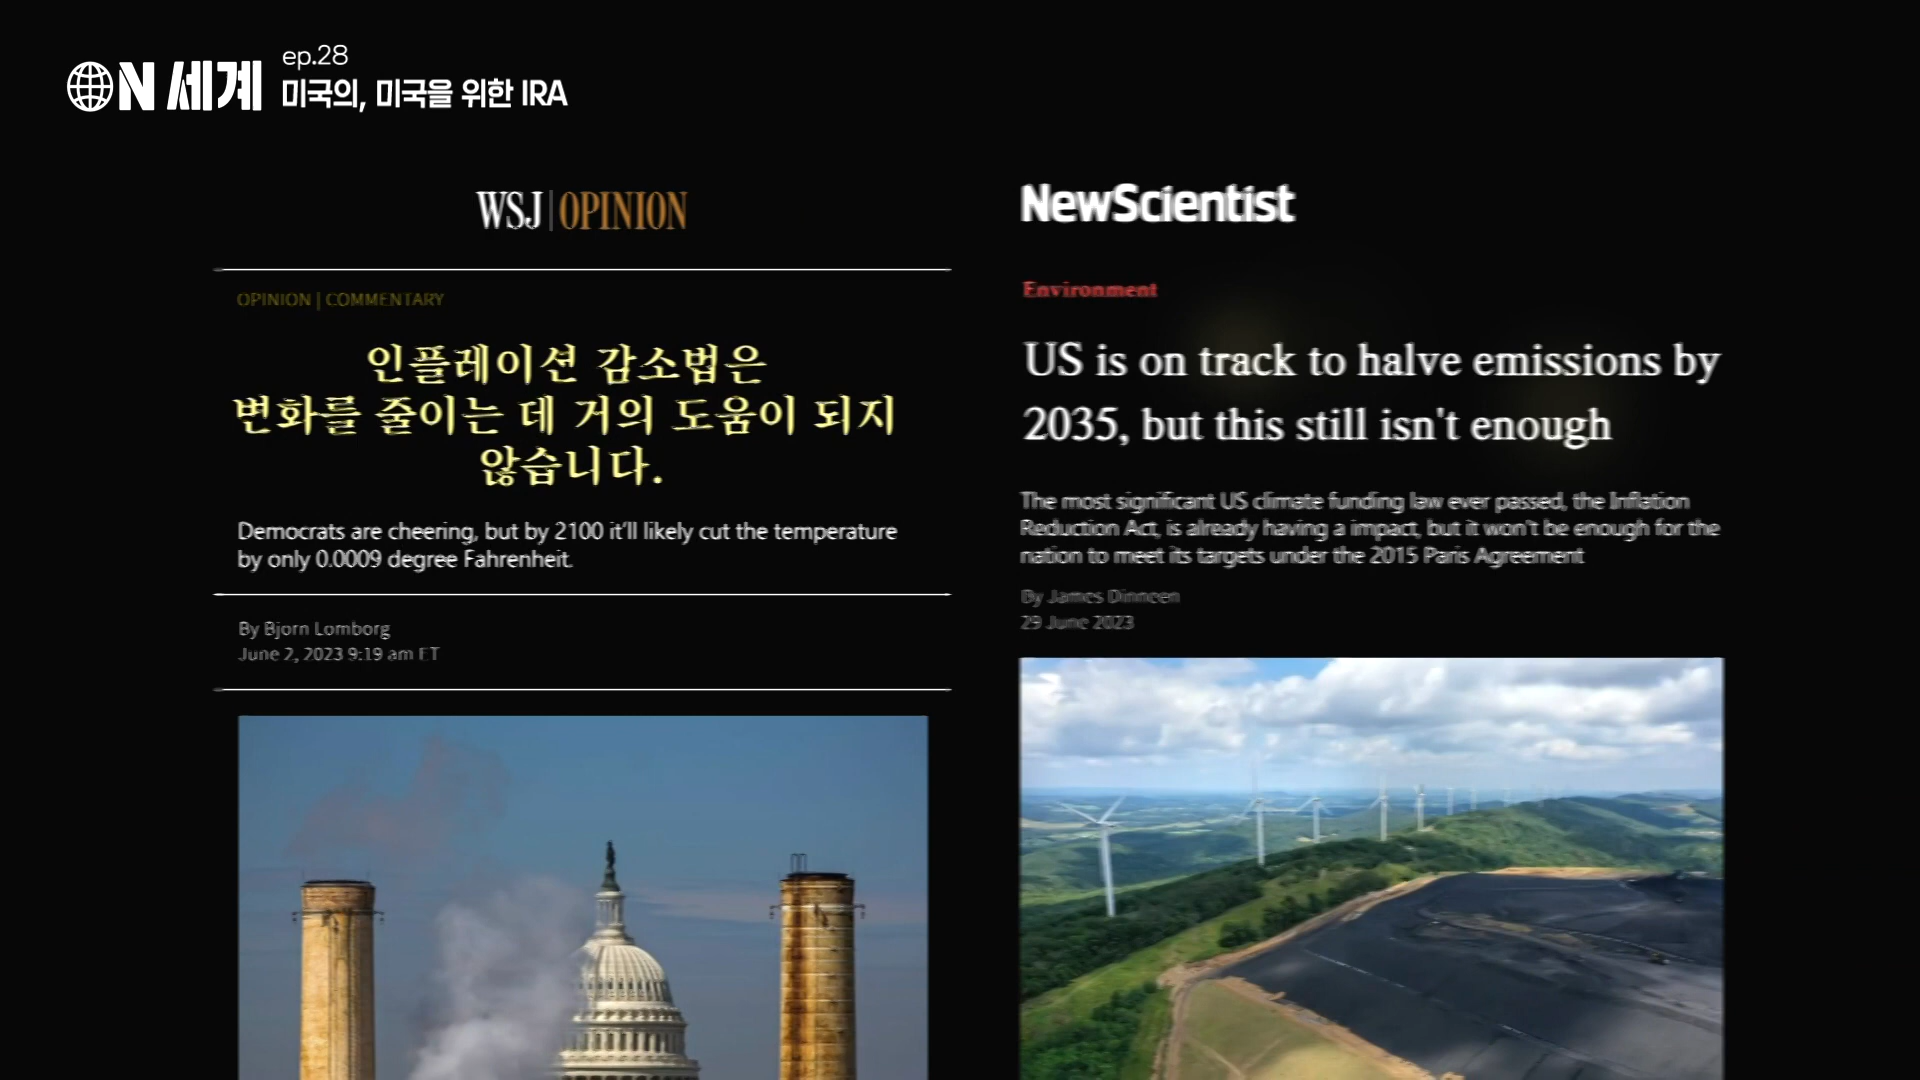 ON 세계
ep.28
미국의, 미국을 위한 IRA
WSJ | OPINION
OPINION | COMMENTARY
인플레이션 감소법은
변화를 줄이는 데 거의 도움이 되지
않습니다.
Democrats are cheering, but by 2100 it'll likely cut the temperature
by only 0.0009 degree Fahrenheit.
By Bjorn Lomborg
June 2, 2023 9:19 am ET
NewScientist
Environment
US is on track to halve emissions by
2035, but this still isn't enough
The most significant US climate funding law ever passed, the Inflation
Reduction Act, is already having a impact, but it won't be enough for the
nation to meet its targets under the 2015 Paris Agreement
By James Dinneen
29 June 2023